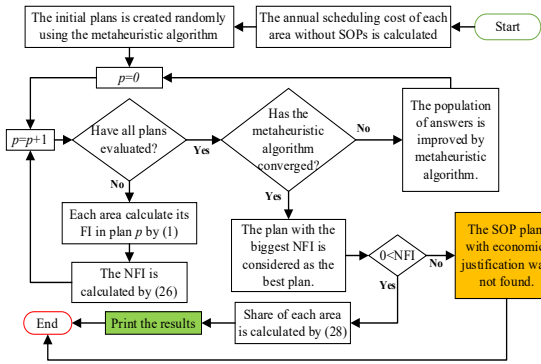 The initial plans is created randomly
using the metaheuristic algorithm
The annual scheduling cost of each
area without SOPs is calculated
Start
p=0
p=p+1
Have all plans
evaluated?
Yes
No
Has the
metaheuristic
algorithm
converged?
No
Yes
The population
of answers is
improved by
metaheuristic
algorithm.
Each area calculate its
FI in plan p by (1)
The NFI is
calculated by (26)
The plan with the
biggest NFI is
considered as the
best plan.
0<NFI
No
Yes
The SOP plan
with economic
justification wa
not found.
Share of each area
is calculated by (28)
Print the results
End